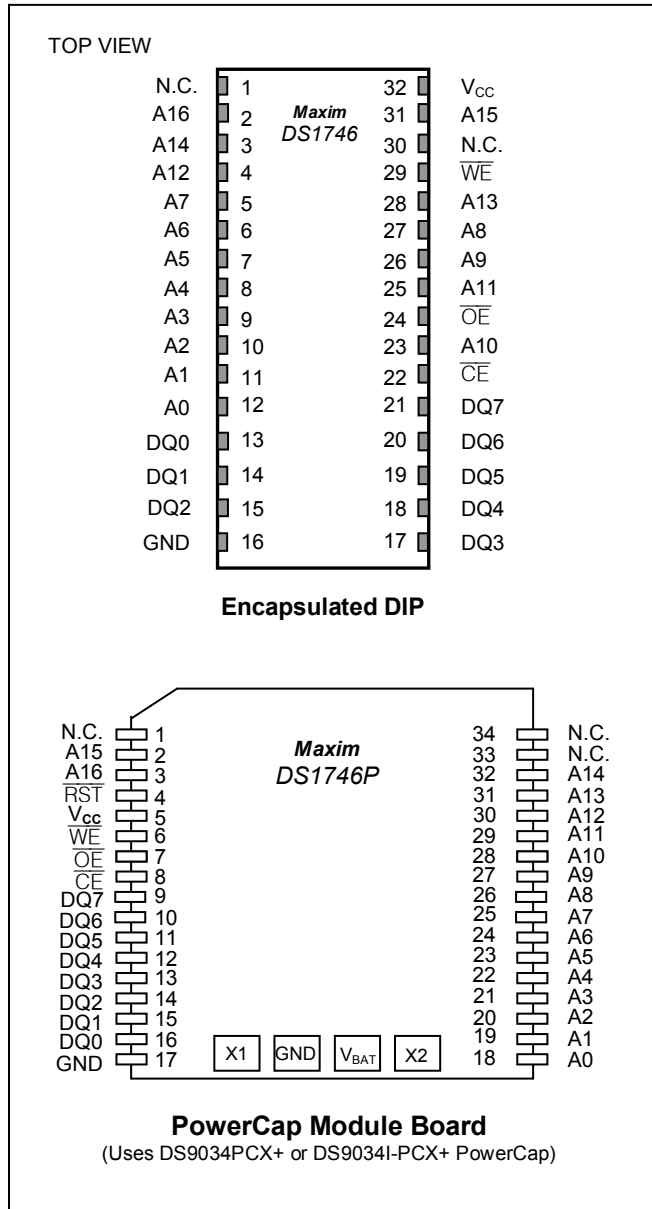 TOP VIEW
N.C. 1 Maxim 32 VCC
A16 2 DS1746 31 A15
A14 3 30 N.C.
A12 4 29 W̅E̅
A7 5 28 A13
A6 6 27 A8
A5 7 26 A9
A4 8 25 A11
A3 9 24 O̅E̅
A2 10 23 A10
A1 11 22 C̅E̅
A0 12 21 DQ7
DQ0 13 20 DQ6
DQ1 14 19 DQ5
DQ2 15 18 DQ4
GND 16 17 DQ3
Encapsulated DIP
N.C. 1 Maxim 34 N.C.
A15 2 33 N.C.
A16 3 DS1746P 32 A14
R̅S̅T̅ 4 31 A13
VCC 5 30 A12
W̅E̅ 6 29 A11
O̅E̅ 7 28 A10
C̅E̅ 8 27 A9
DQ7 9 26 A8
DQ6 10 25 A7
DQ5 11 24 A6
DQ4 12 23 A5
DQ3 13 22 A4
DQ2 14 21 A3
DQ1 15 20 A2
DQ0 16 19 A1
GND 17 X1 GND VBAT X2 18 A0
PowerCap Module Board
(Uses DS9034PCX+ or DS9034I-PCX+ PowerCap)